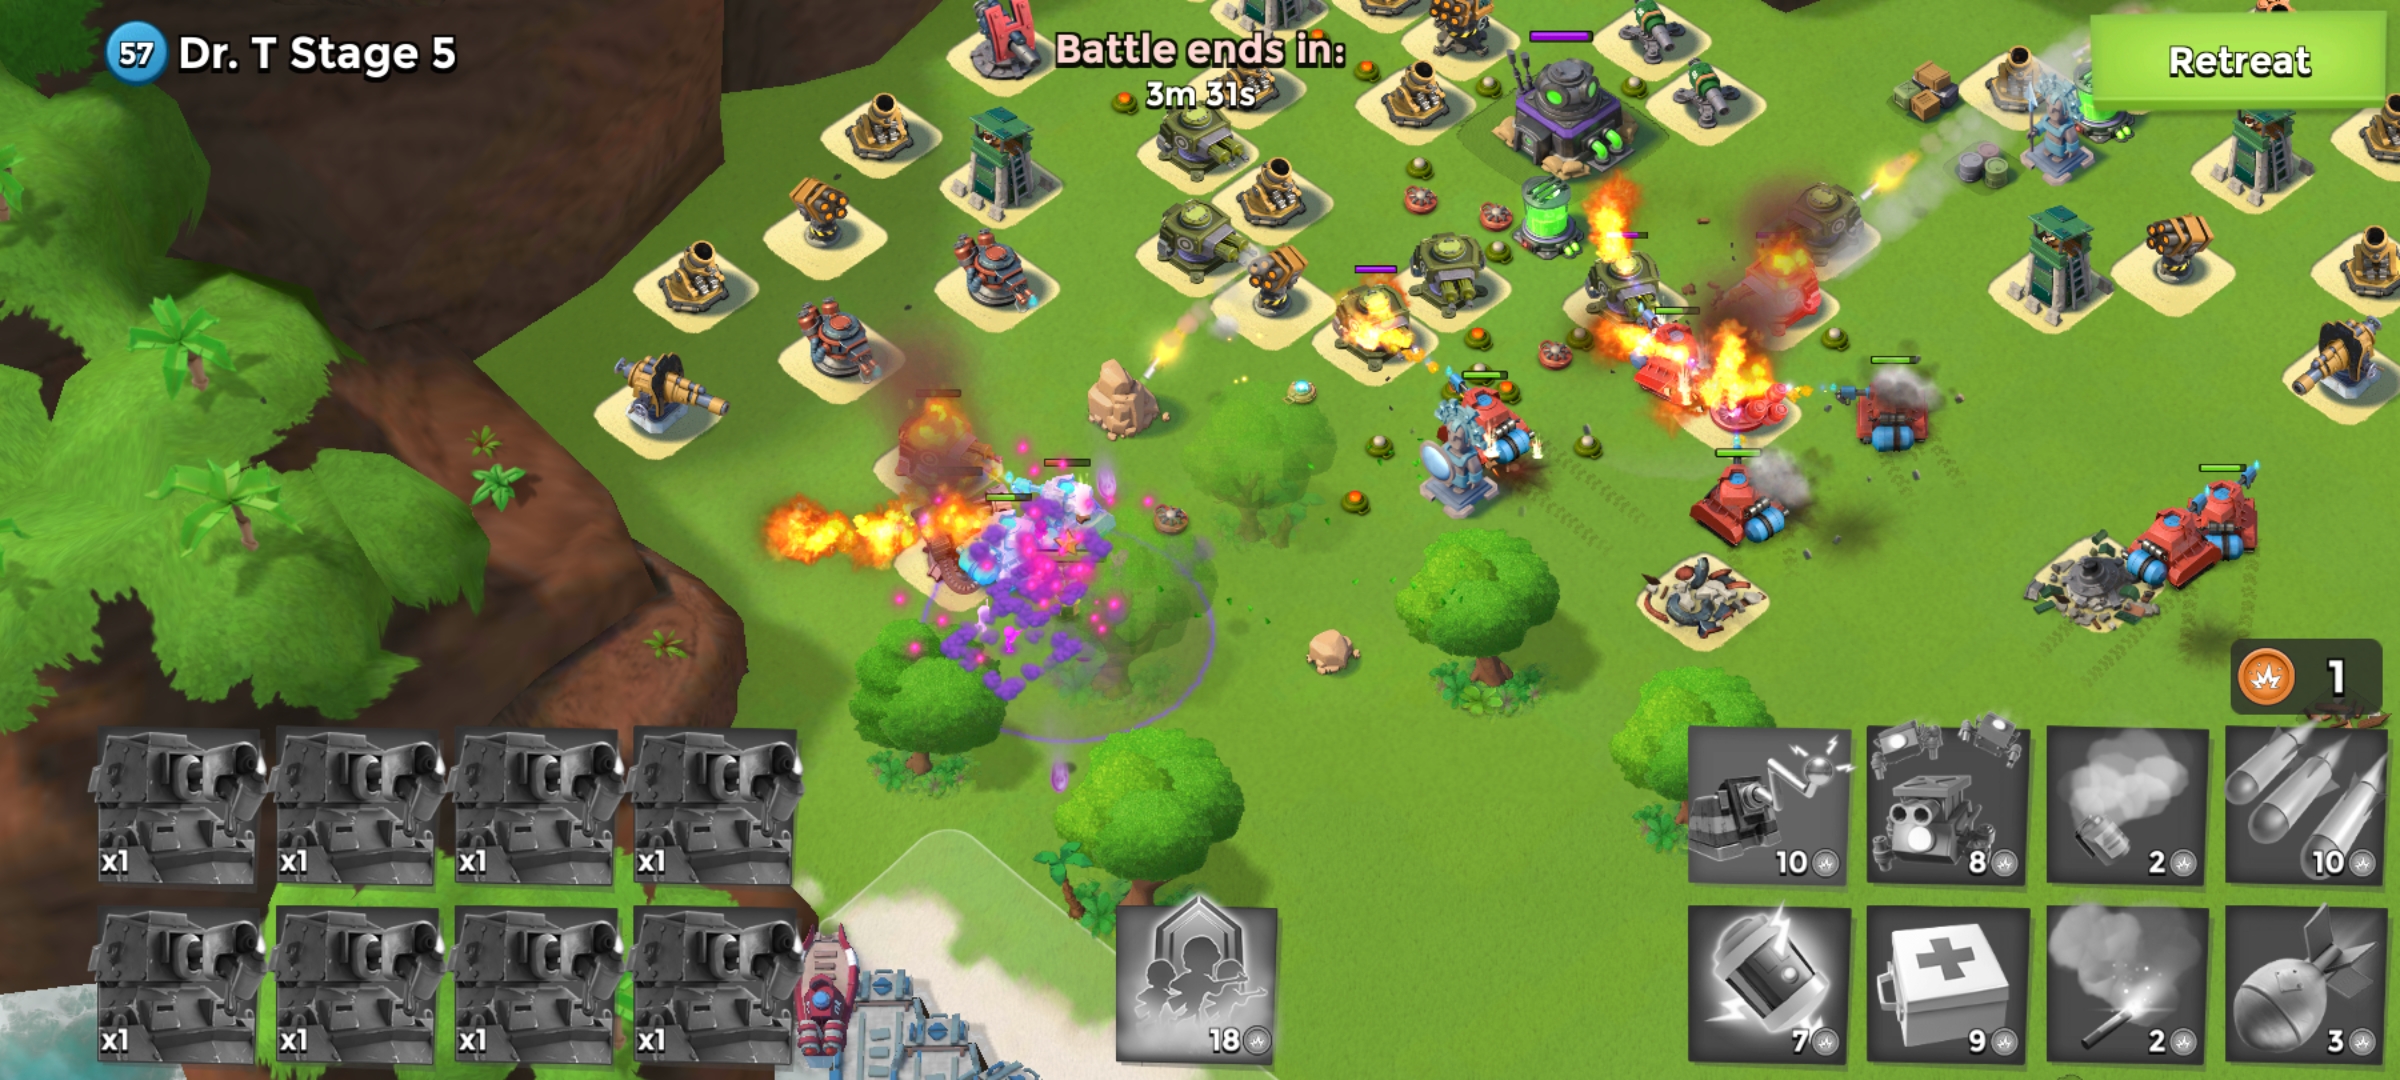 57 Dr. T Stage 5
Battle ends in:
3m 31s
Retreat
1
x1 x1 x1 x1
10 8 2 10
x1 x1 x1 x1
18
7 9 2 3